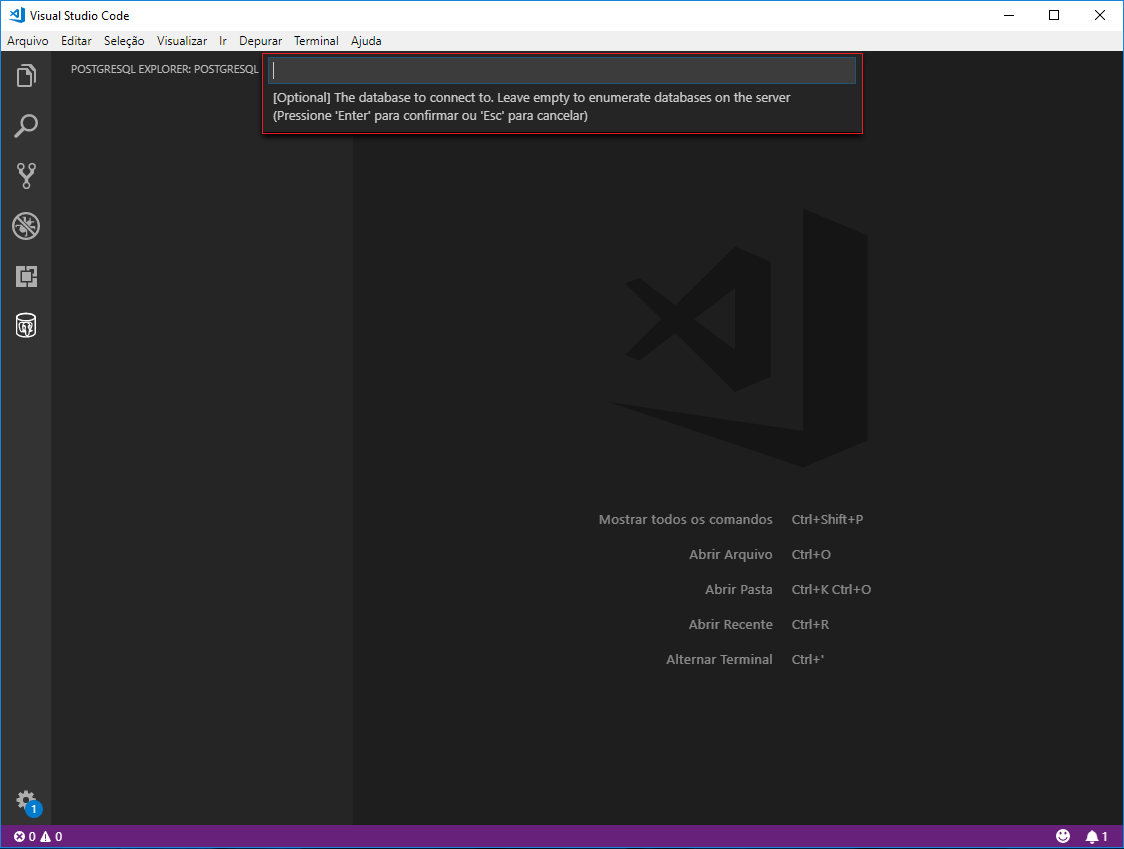 Visual Studio Code
Arquivo Editar Seleção Visualizar Ir Depurar Terminal Ajuda
POSTGRESQL EXPLORER: POSTGRESQL
[Optional] The database to connect to. Leave empty to enumerate databases on the server
(Pressione 'Enter' para confirmar ou 'Esc' para cancelar)
Mostrar todos os comandos Ctrl+Shift+P
Abrir Arquivo Ctrl+O
Abrir Pasta Ctrl+K Ctrl+O
Abrir Recente Ctrl+R
Alternar Terminal Ctrl+'
1
0 0 1